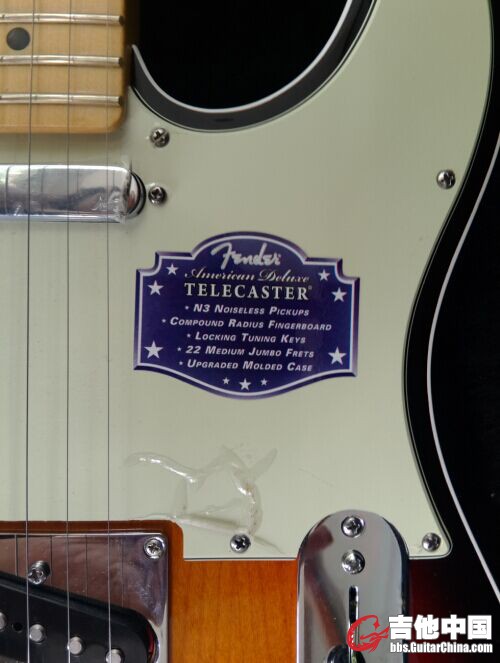 Fender
American Deluxe
TELECASTER®
• N3 Noiseless Pickups
• Compound Radius Fingerboard
• Locking Tuning Keys
• 22 Medium Jumbo Frets
• Upgraded Molded Case
吉他中国
bbs.GuitarChina.com